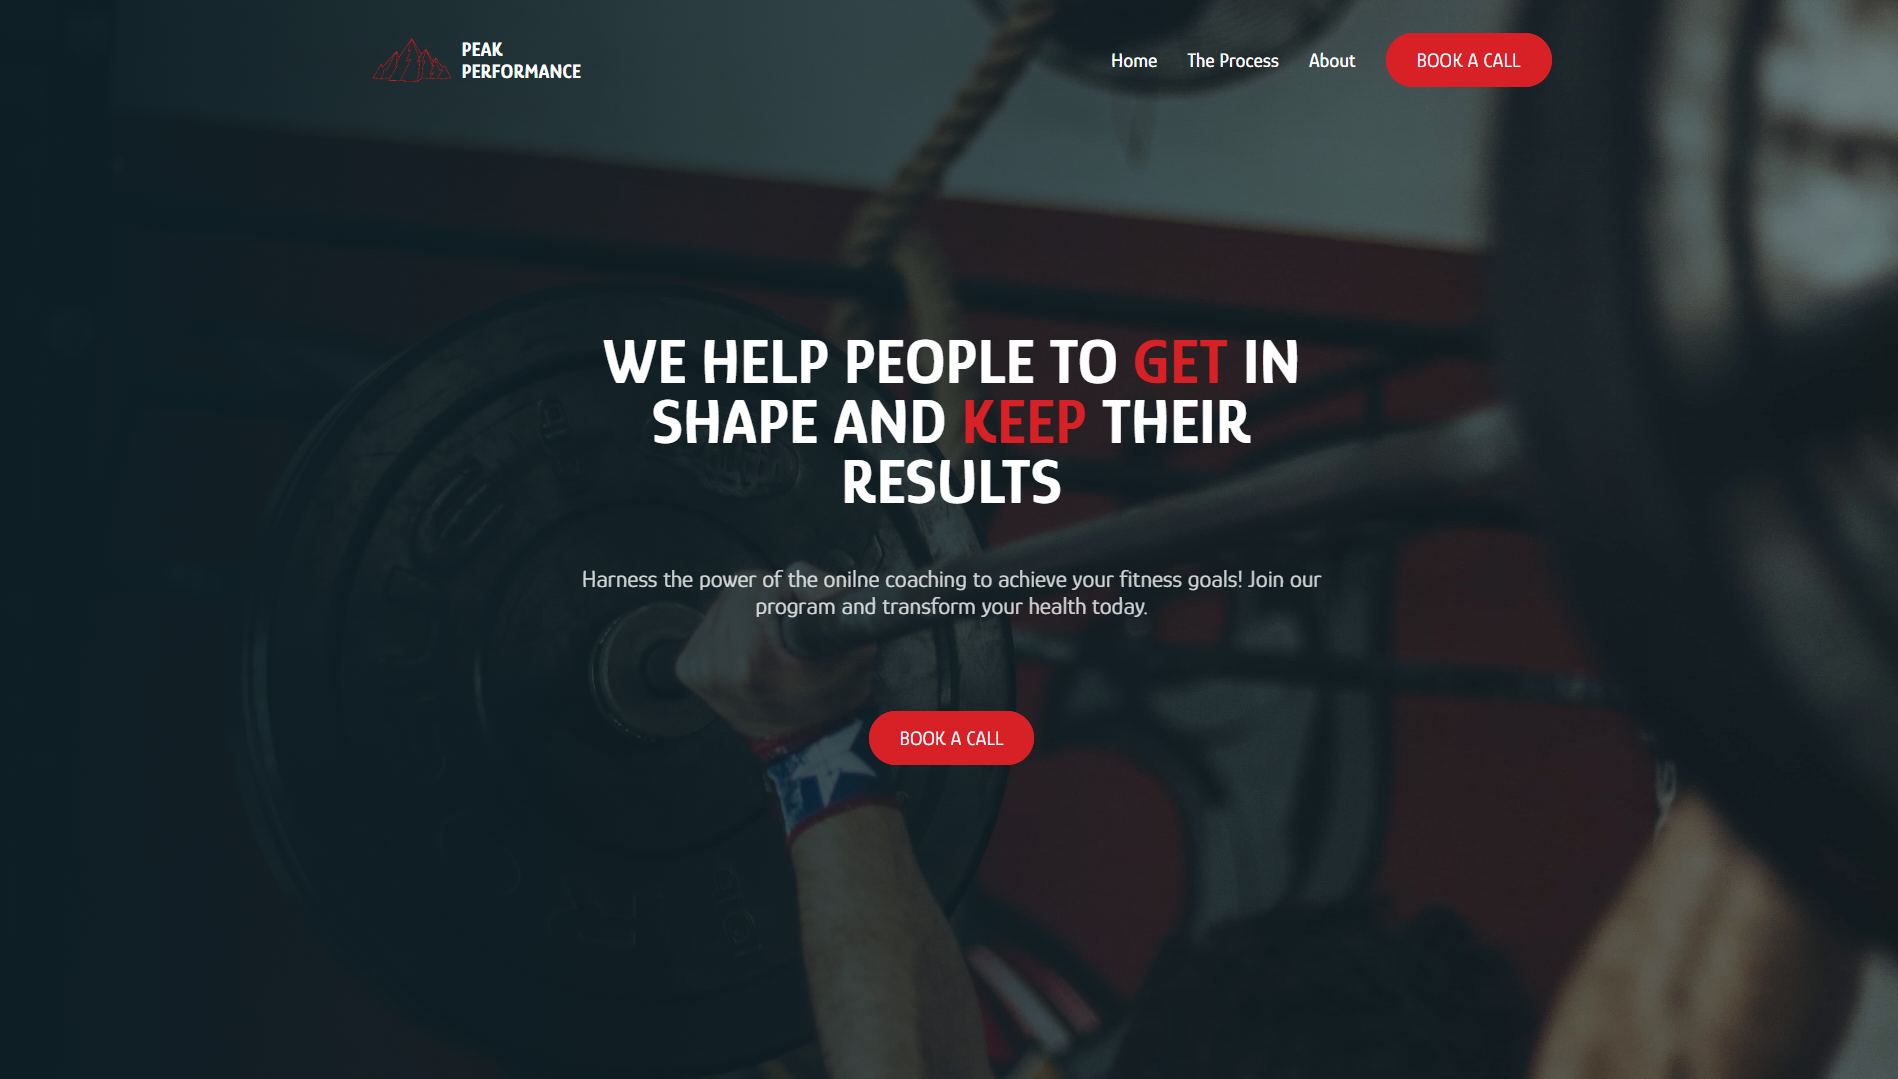 PEAK
PERFORMANCE
Home The Process About BOOK A CALL
WE HELP PEOPLE TO GET IN
SHAPE AND KEEP THEIR
RESULTS
Harness the power of the onilne coaching to achieve your fitness goals! Join our
program and transform your health today.
BOOK A CALL